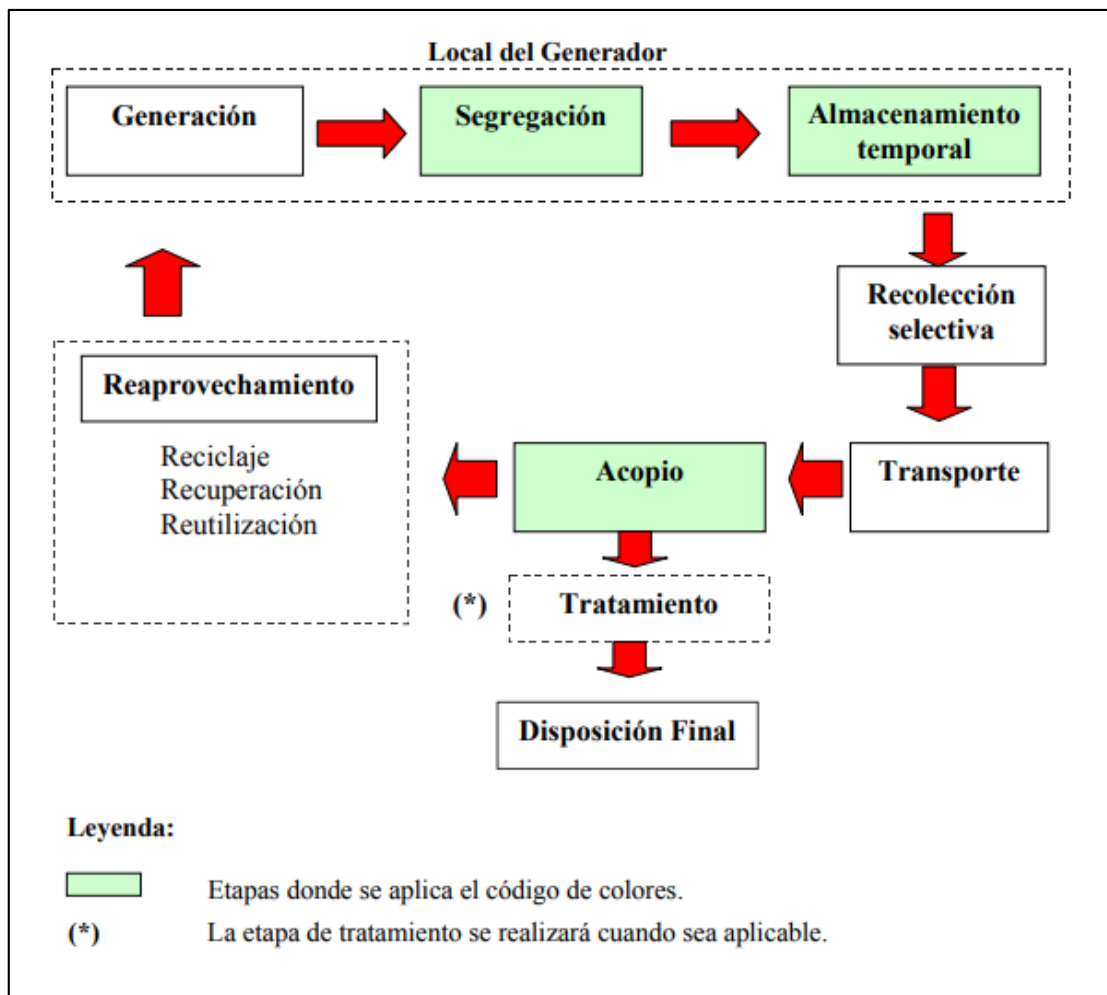 Local del Generador
Generación
Segregación
Almacenamiento
temporal
Recolección
selectiva
Reaprovechamiento
Reciclaje
Recuperación
Reutilización
Acopio
Transporte
(*)
Tratamiento
Disposición Final
Leyenda:
Etapas donde se aplica el código de colores.
(*) La etapa de tratamiento se realizará cuando sea aplicable.